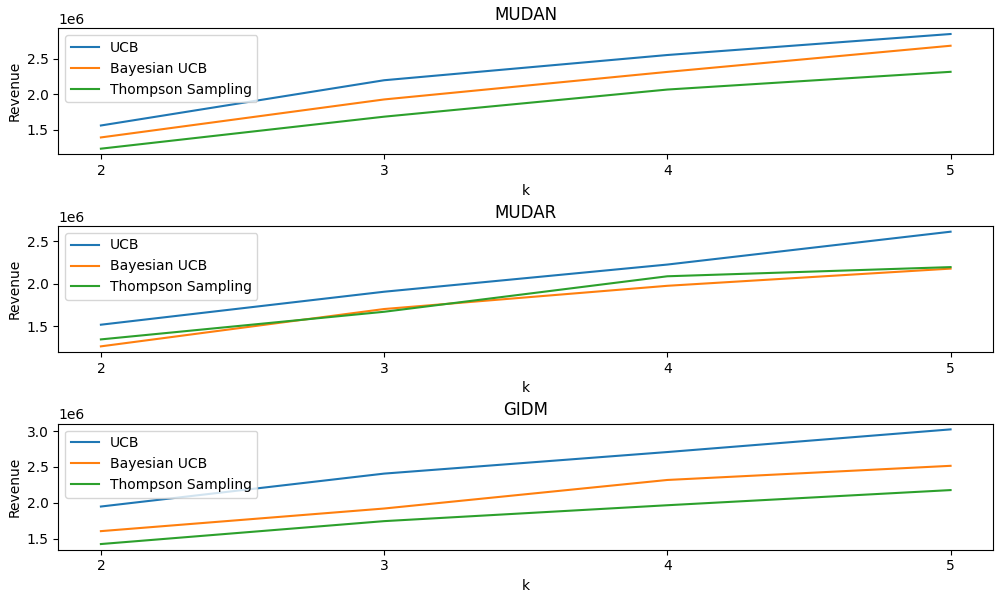 MUDAN
1e6
Revenue
2.5
2.0
1.5
UCB
Bayesian UCB
Thompson Sampling
2 3 4 5
k
MUDAR
1e6
Revenue
2.5
2.0
1.5
UCB
Bayesian UCB
Thompson Sampling
2 3 4 5
k
GIDM
1e6
Revenue
3.0
2.5
2.0
1.5
UCB
Bayesian UCB
Thompson Sampling
2 3 4 5
k